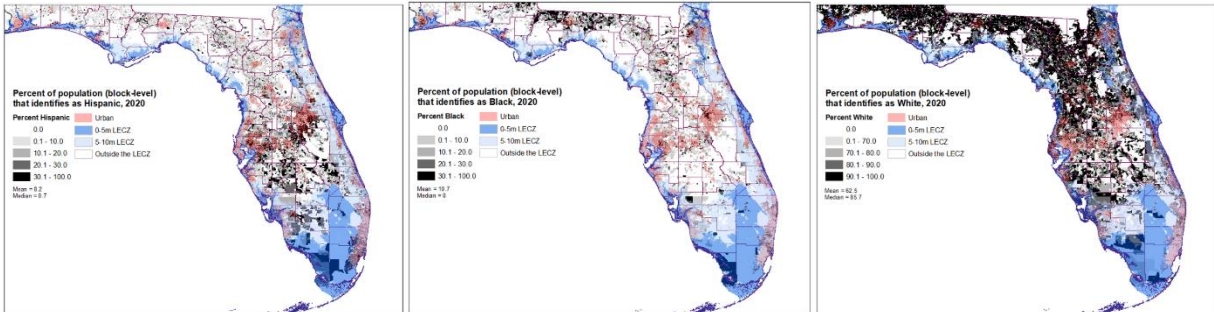 Percent of population (block-level)
that identifies as Hispanic, 2020
Percent Hispanic
Urban
0.0
0-5m LECZ
0.1 - 10.0
5-10m LECZ
10.1 - 20.0
Outside the LECZ
20.1 - 30.0
30.1 - 100.0
Mean = 8.2
Median = 0.7
Percent of population (block-level)
that identifies as Black, 2020
Percent Black
Urban
0.0
0-5m LECZ
0.1 - 10.0
5-10m LECZ
10.1 - 20.0
Outside the LECZ
20.1 - 30.0
30.1 - 100.0
Mean = 10.7
Median = 0
Percent of population (block-level)
that identifies as White, 2020
Percent White
Urban
0.0
0-5m LECZ
0.1 - 70.0
5-10m LECZ
70.1 - 80.0
Outside the LECZ
80.1 - 90.0
90.1 - 100.0
Mean = 62.5
Median = 85.7